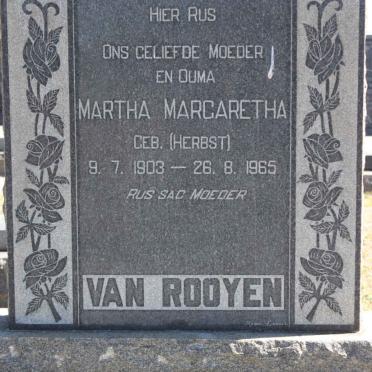 HIER RUS
ONS GELIEFDE MOEDER
EN OUMA
MARTHA MARGARETHA
GEB. (HERBST)
9. 7. 1903 — 26. 8. 1965
RUS SAG MOEDER
VAN ROOYEN